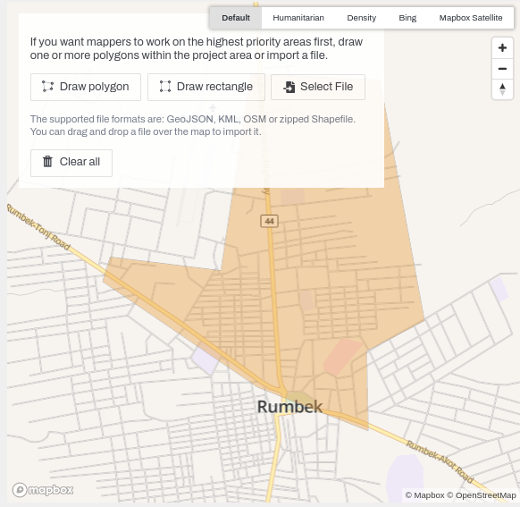 Default Humanitarian Density Bing Mapbox Satellite
If you want mappers to work on the highest priority areas first, draw
one or more polygons within the project area or import a file.
Draw polygon Draw rectangle Select File
The supported file formats are: GeoJSON, KML, OSM or zipped Shapefile.
You can drag and drop a file over the map to import it.
Clear all
Rumbek-Tonj Road
44
Rumbek
Rumbek-Akot Road
mapbox
© Mapbox © OpenStreetMap